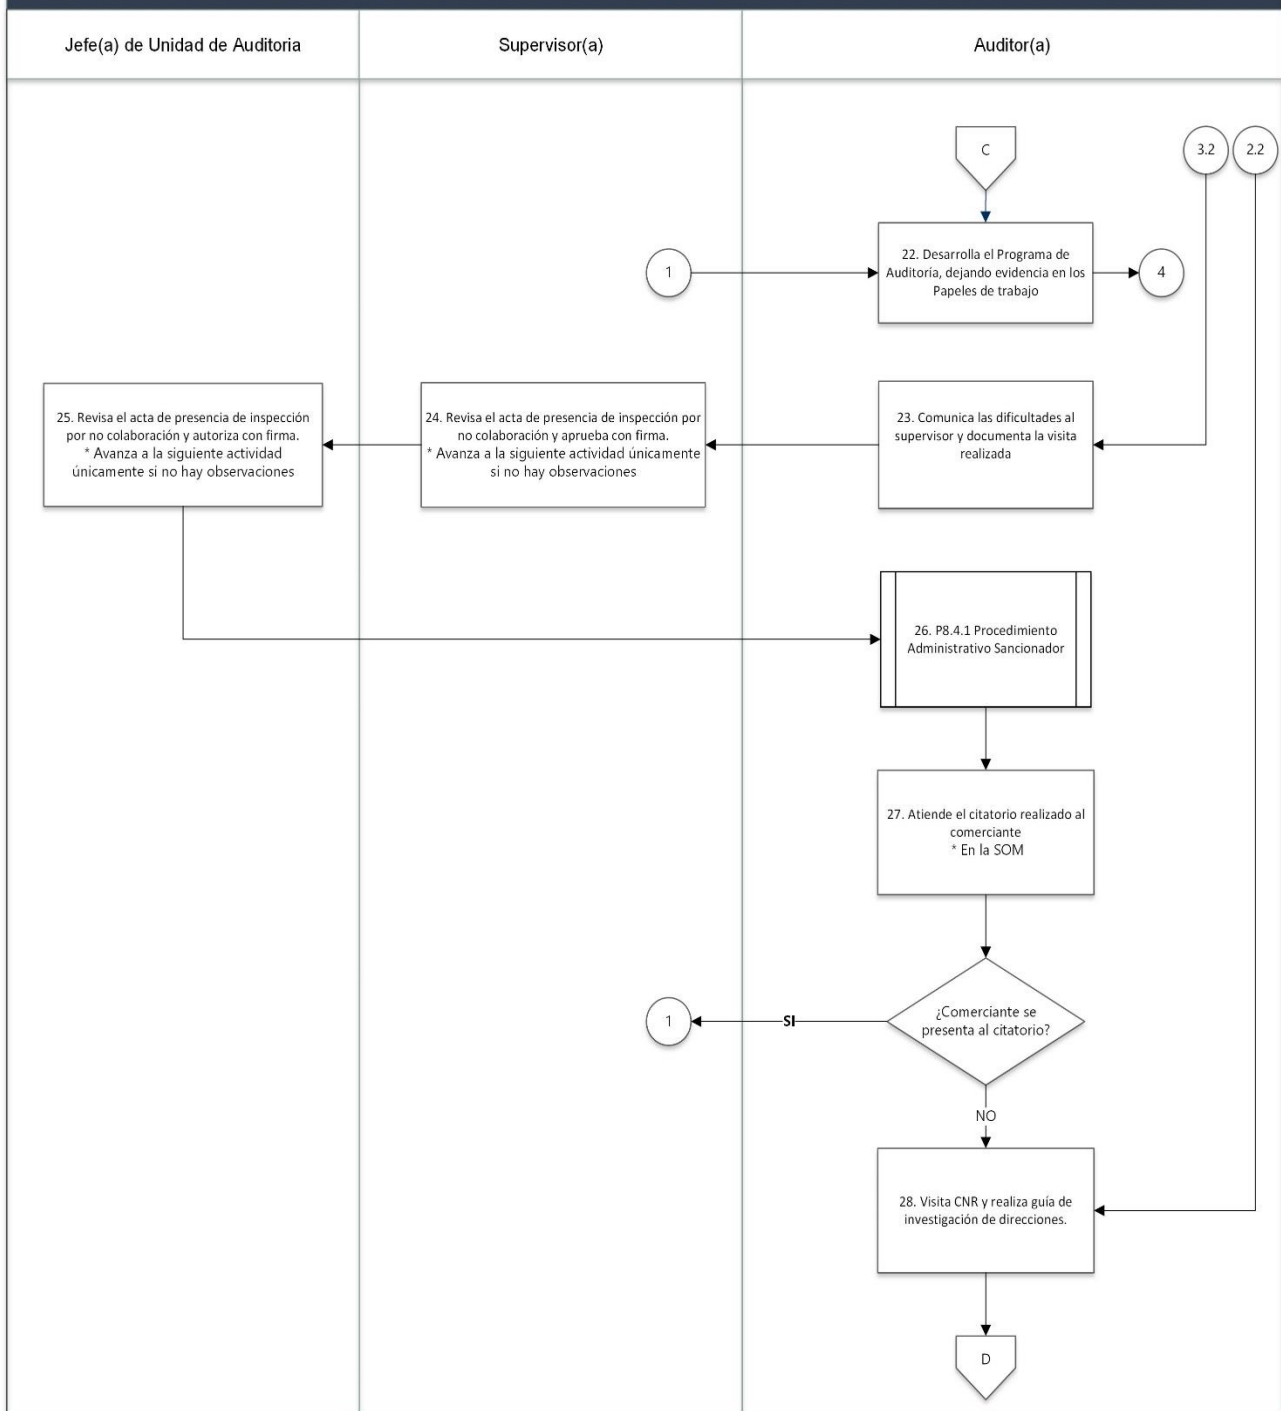 Jefe(a) de Unidad de Auditoria
Supervisor(a)
Auditor(a)
C
3.2
2.2
1
22. Desarrolla el Programa de
Auditoría, dejando evidencia en los
Papeles de trabajo
4
25. Revisa el acta de presencia de inspección
por no colaboración y autoriza con firma.
* Avanza a la siguiente actividad
únicamente si no hay observaciones
24. Revisa el acta de presencia de inspección por
no colaboración y aprueba con firma.
* Avanza a la siguiente actividad únicamente
si no hay observaciones
23. Comunica las dificultades al
supervisor y documenta la visita
realizada
26. P8.4.1 Procedimiento
Administrativo Sancionador
27. Atiende el citatorio realizado al
comerciante
* En la SOM
1
SI
¿Comerciante se
presenta al citatorio?
NO
28. Visita CNR y realiza guía de
investigación de direcciones.
D